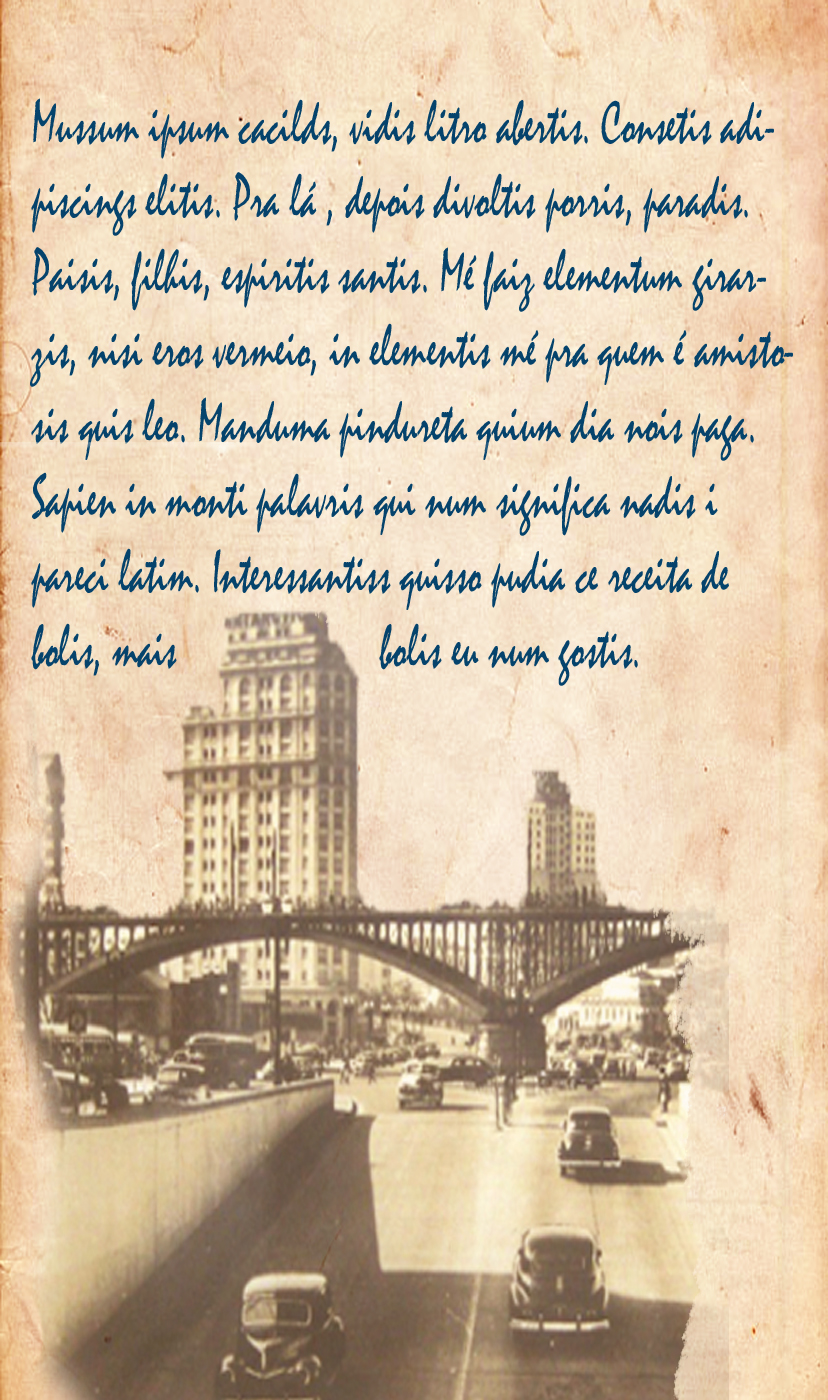 Mussum ipsum cacilds, vidis litro abertis. Consetis adi-
piscings elitis. Pra lá , depois divoltis porris, paradis.
Paisis, filhis, espiritis santis. Mé faiz elementum girar-
zis, nisi eros vermeio, in elementis mé pra quem é amisto-
sis quis leo. Manduma pindureta quium dia nois paga.
Sapien in monti palavris qui num significa nadis i
pareci latim. Interessantiss quisso pudia ce receita de
bolis, mais bolis eu num gostis.